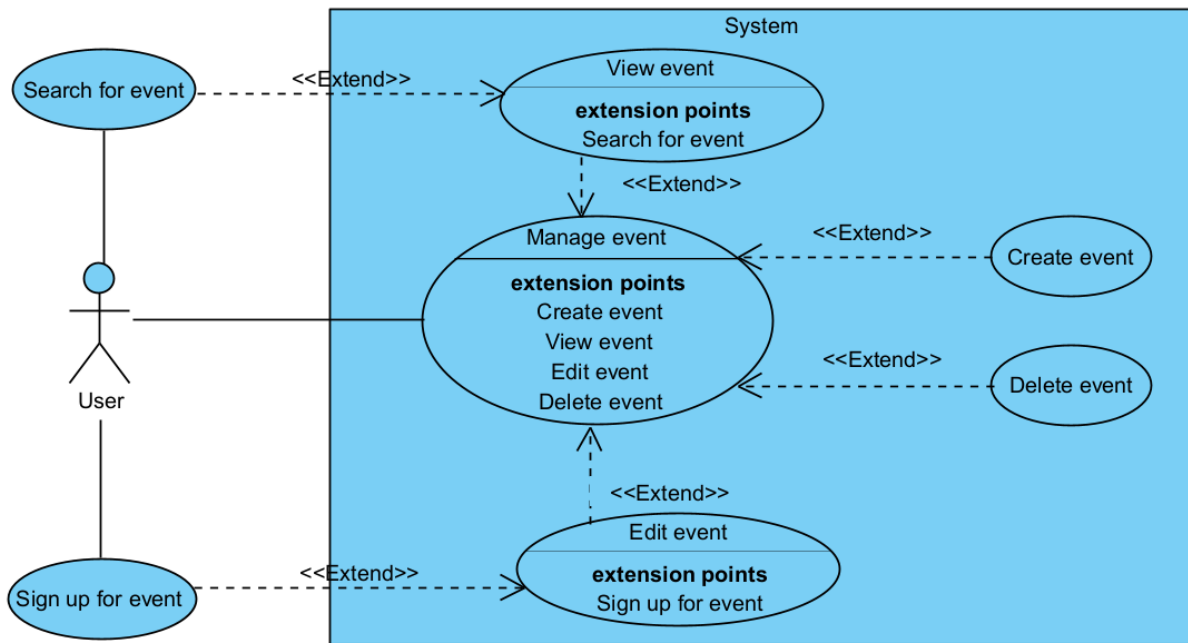 System
Search for event
<<Extend>>
View event
extension points
Search for event
<<Extend>>
Manage event
extension points
Create event
View event
Edit event
Delete event
<<Extend>>
Create event
<<Extend>>
Delete event
User
<<Extend>>
Edit event
extension points
Sign up for event
<<Extend>>
Sign up for event